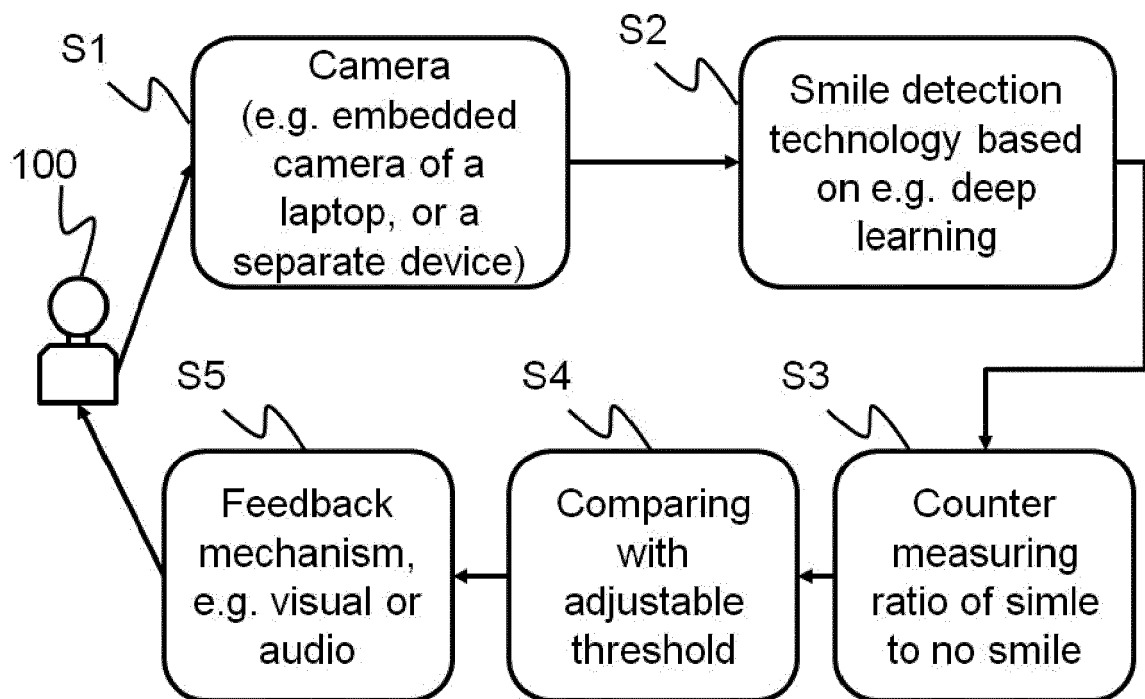 S1
Camera
(e.g. embedded
camera of a
laptop, or a
separate device)
S2
Smile detection
technology based
on e.g. deep
learning
100
S5
Feedback
mechanism,
e.g. visual or
audio
S4
Comparing
with
adjustable
threshold
S3
Counter
measuring
ratio of simle
to no smile